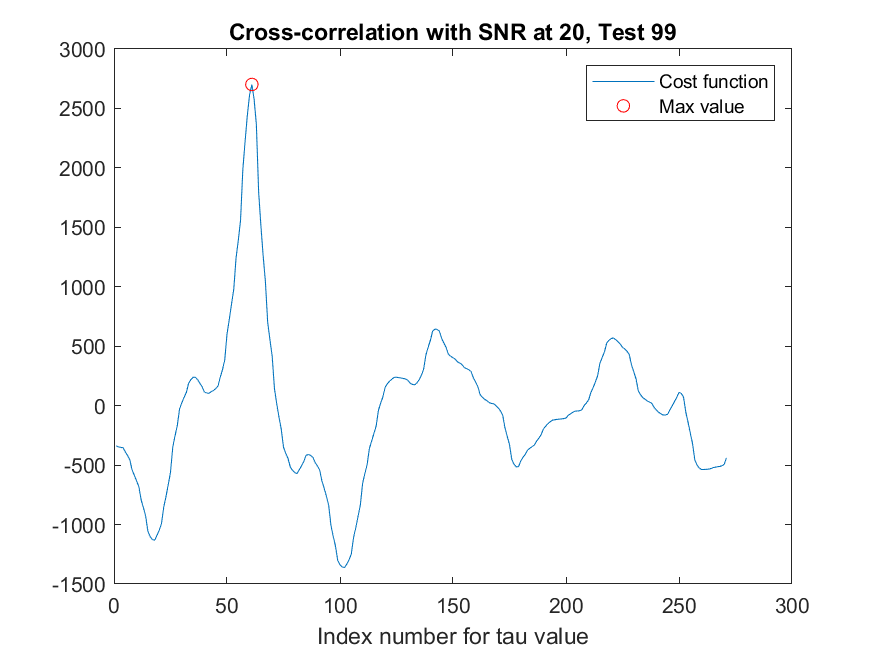 Cross-correlation with SNR at 20, Test 99
3000
2500
2000
1500
1000
500
0
-500
-1000
-1500
0 50 100 150 200 250 300
Index number for tau value
Cost function
Max value